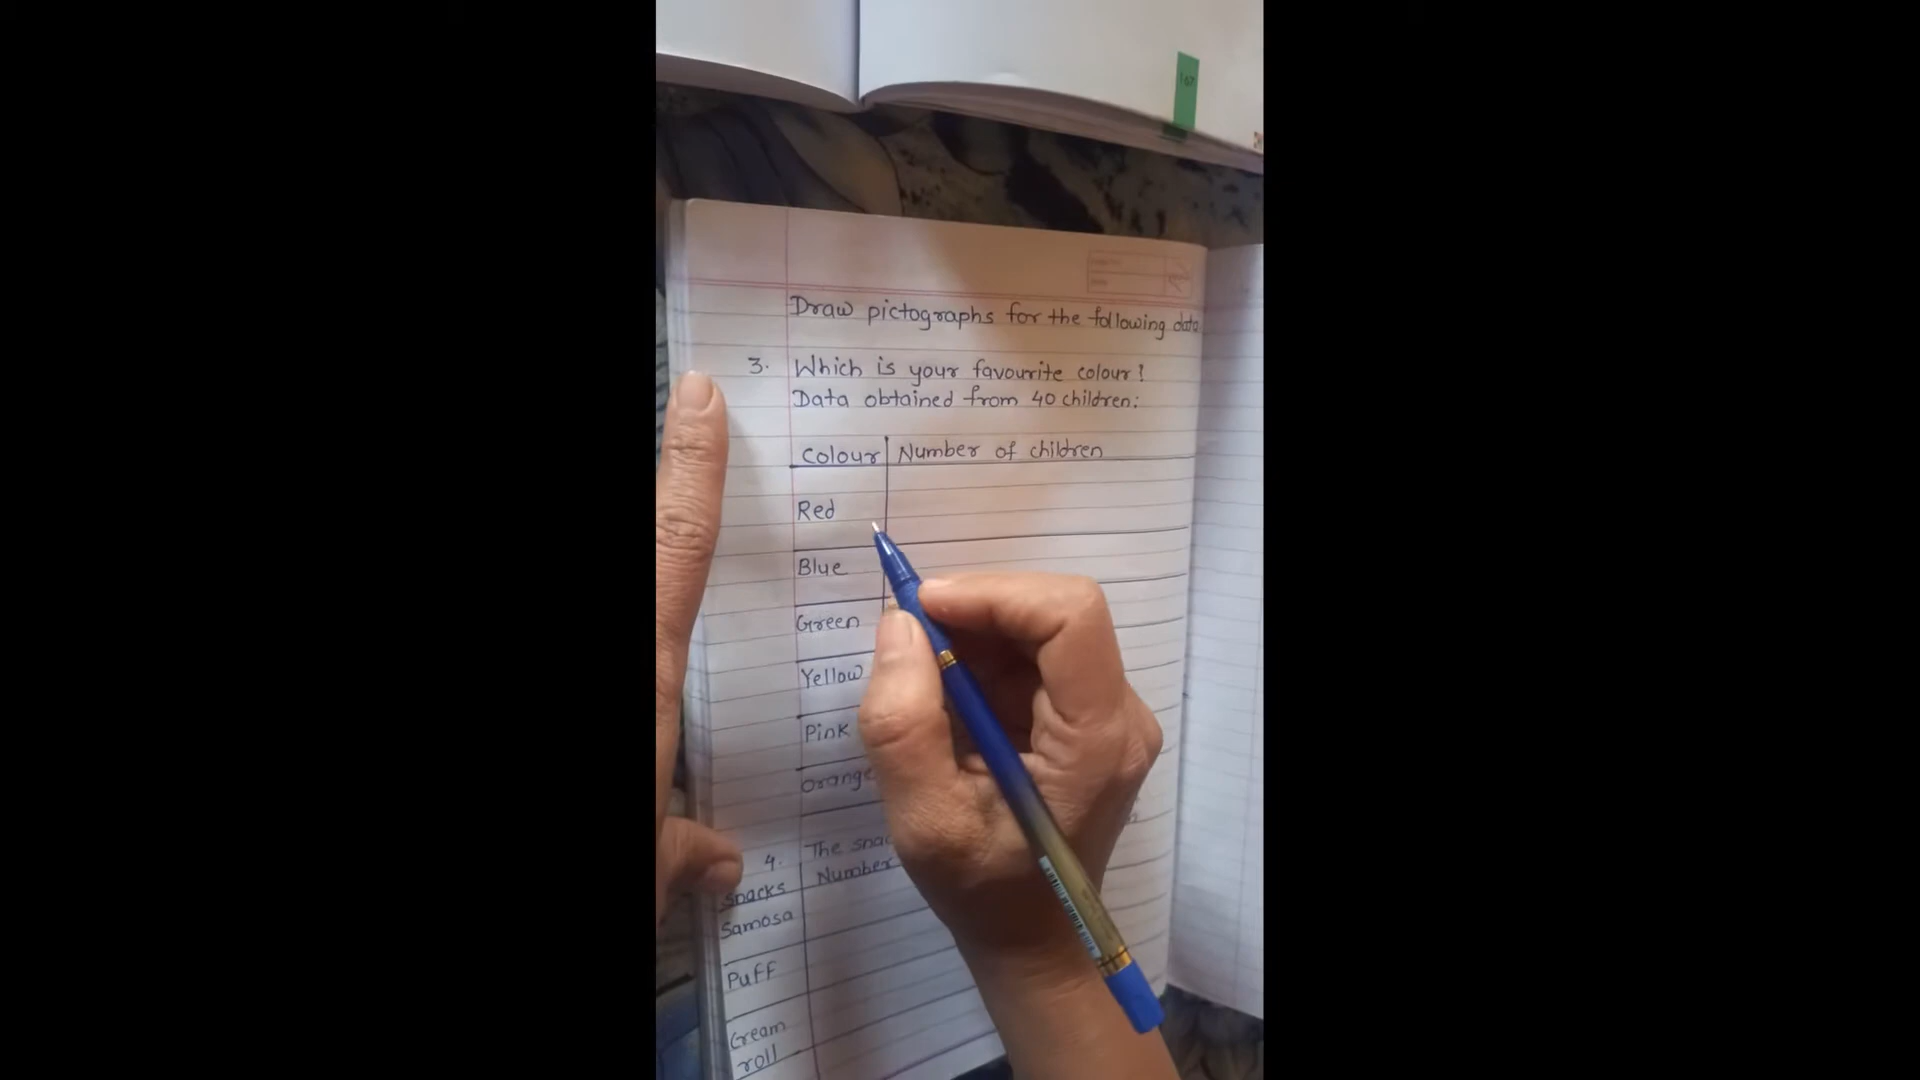 167
Draw pictographs for the following data
3. Which is your favourite colour!
Data obtained from 40 children:
Colour Number of children
Red
Blue
Green
Yellow
Pink
Orange
4. The
Number
Snacks
Samosa
Puff
Cream
roll